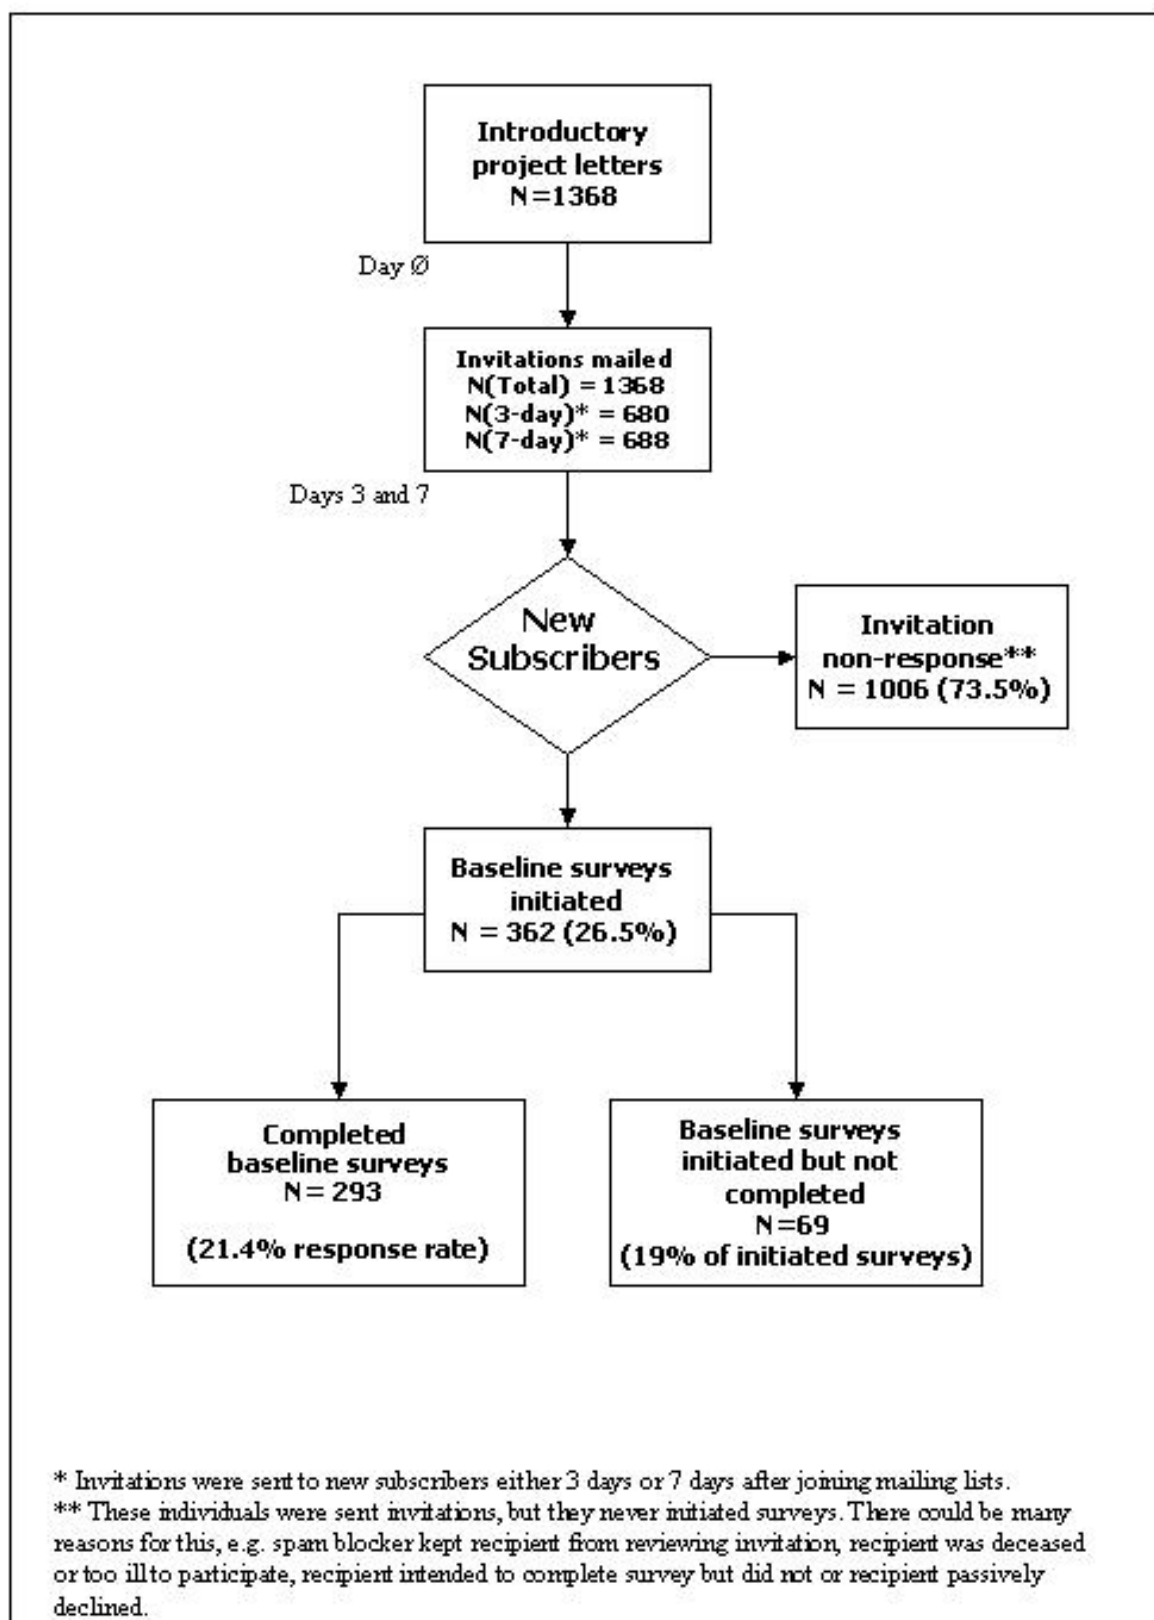 Introductory
project letters
N=1368
Day Ø
Invitations mailed
N(Total) = 1368
N(3-day)* = 680
N(7-day)* = 688
Days 3 and 7
New
Subscribers
Invitation
non-response**
N = 1006 (73.5%)
Baseline surveys
initiated
N = 362 (26.5%)
Completed
baseline surveys
N= 293
(21.4% response rate)
Baseline surveys
initiated but not
completed
N=69
(19% of initiated surveys)
* Invitations were sent to new subscribers either 3 days or 7 days after joining mailing lists.
** These individuals were sent invitations, but they never initiated surveys. There could be many
reasons for this, e.g. spam blocker kept recipient from reviewing invitation, recipient was deceased
or too ill to participate, recipient intended to complete survey but did not or recipient passively
declined.